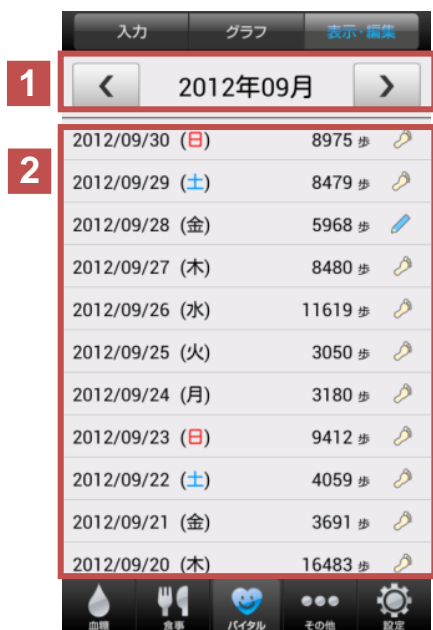 入力 グラフ 表示・編集
1
2012年09月
2
2012/09/30 (日) 8975 歩
2012/09/29 (土) 8479 歩
2012/09/28 (金) 5968 歩
2012/09/27 (木) 8480 歩
2012/09/26 (水) 11619 歩
2012/09/25 (火) 3050 歩
2012/09/24 (月) 3180 歩
2012/09/23 (日) 9412 歩
2012/09/22 (土) 4059 歩
2012/09/21 (金) 3691 歩
2012/09/20 (木) 16483 歩
血糖 食事 バイタル その他 設定